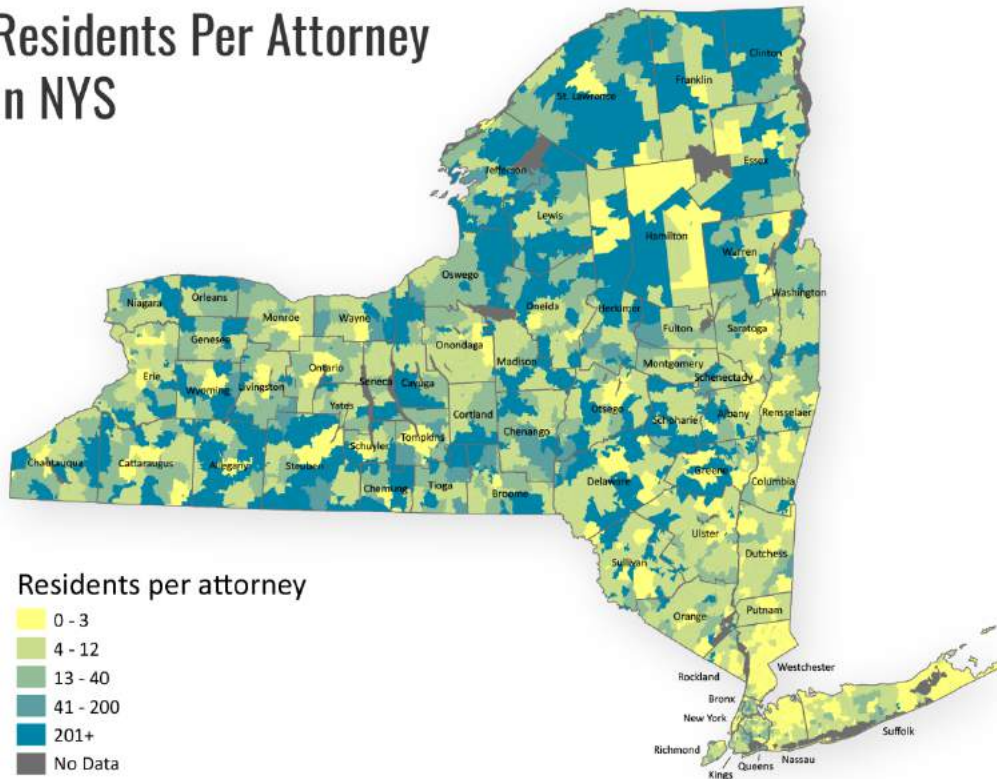 Residents Per Attorney
n NYS
Clinton
Franklin
St. Lawrence
Essex
Jefferson
Lewis
Hamilton
Warren
Oswego
Washington
Oneida
Herkimer
Niagara
Orleans
Monroe
Wayne
Fulton
Saratoga
Genesee
Onondaga
Madison
Montgomery
Ontario
Schenectady
Erie
Wyoming
Livingston
Seneca
Cayuga
Yates
Otsego
Schoharie
Albany
Rensselaer
Cortland
Chenango
Schuyler
Tompkins
Chautauqua
Cattaraugus
Allegany
Steuben
Greene
Delaware
Columbia
Chemung
Tioga
Broome
Ulster
Dutchess
Sullivan
Orange
Putnam
Rockland
Westchester
Bronx
New York
Suffolk
Richmond
Nassau
Queens
Kings
Residents per attorney
0 - 3
4 - 12
13 - 40
41 - 200
201+
No Data